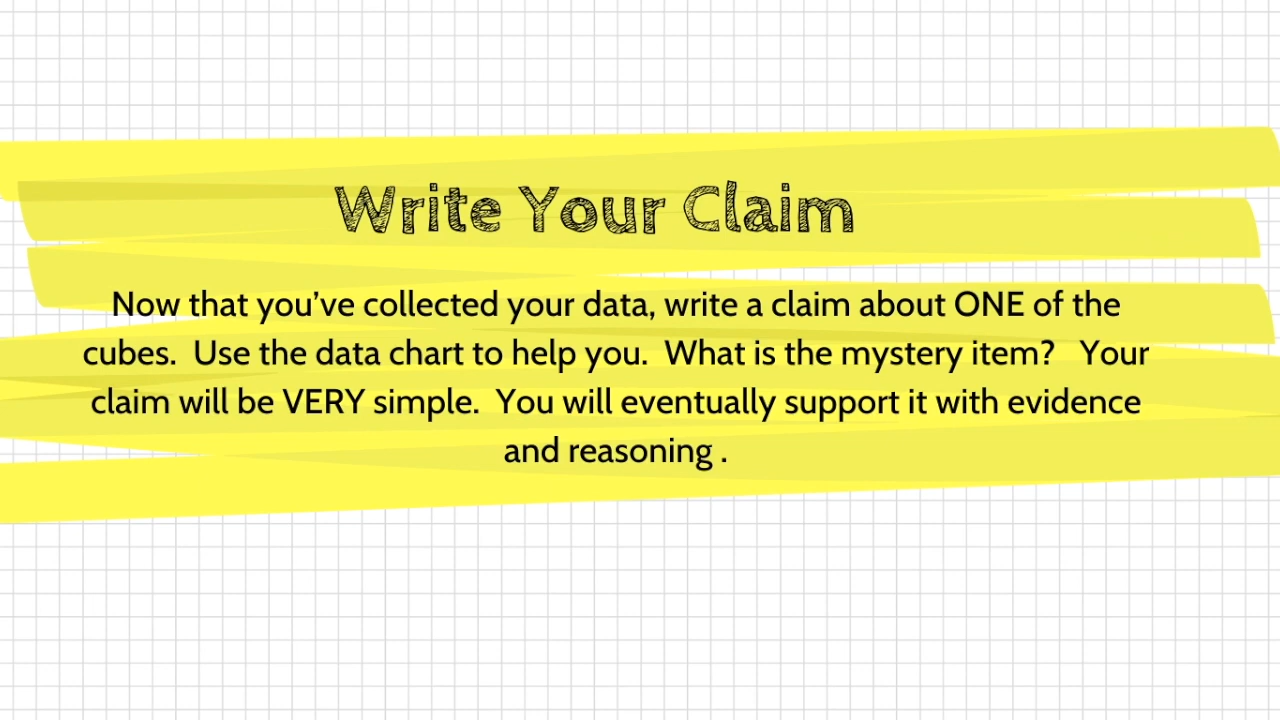 Write Your Claim
Now that you’ve collected your data, write a claim about ONE of the
cubes.  Use the data chart to help you.  What is the mystery item?   Your
claim will be VERY simple.  You will eventually support it with evidence
and reasoning .